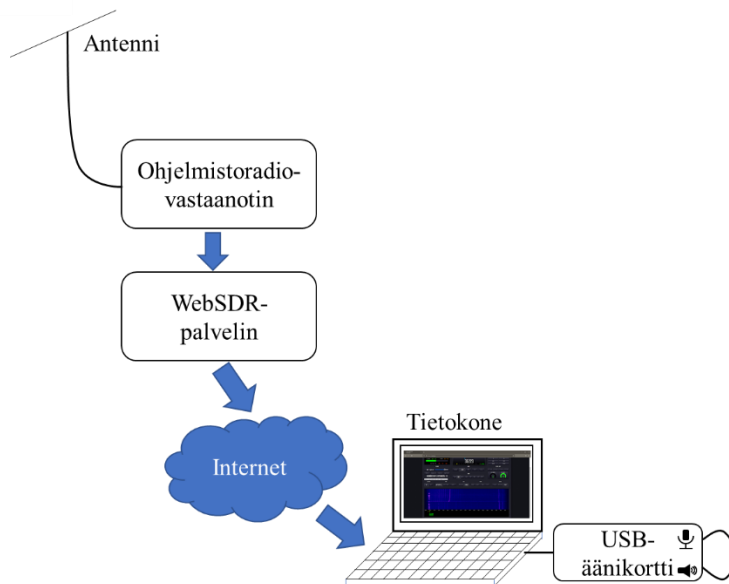 Antenni
Ohjelmistoradio-
vastaanotin
WebSDR-
palvelin
Internet
Tietokone
USB-
äänikortti